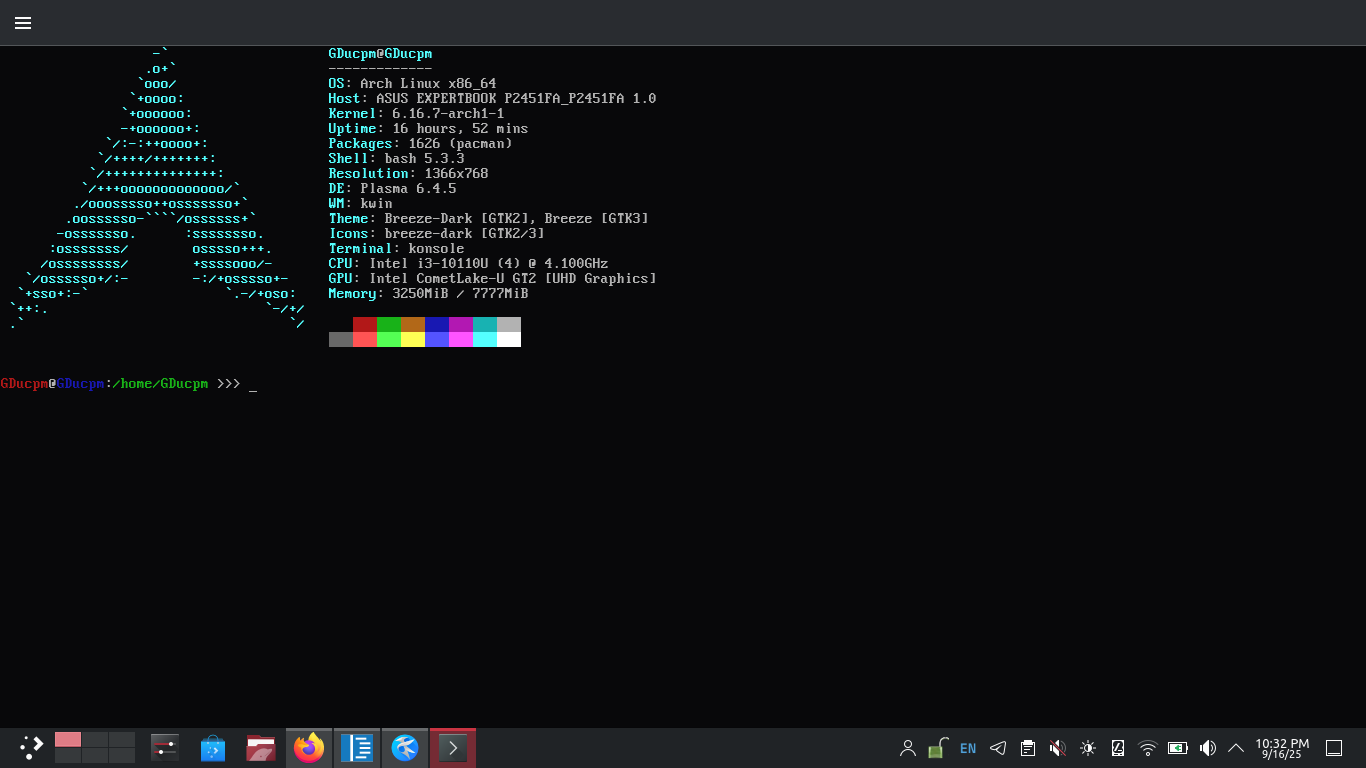 -`
.o+`
`ooo/
`+oooo:
`+oooooo:
-+oooooo+:
`/:-:++oooo+:
`/++++/+++++++:
`/++++++++++++++:
`/+++ooooooooooooo/`
./ooosssso++osssssso+`
.oossssso-````/ossssss+`
-osssssso.      :ssssssso.
:osssssss/        osssso+++.
/ossssssss/        +ssssooo/-
`/ossssso+/:-        -:/+osssso+-
`+sso+:-`                 `.-/+oso:
`++:.                           `-/+/
.`                                 `/
GDucpm@GDucpm
-------------
OS: Arch Linux x86_64
Host: ASUS EXPERTBOOK P2451FA_P2451FA 1.0
Kernel: 6.16.7-arch1-1
Uptime: 16 hours, 52 mins
Packages: 1626 (pacman)
Shell: bash 5.3.3
Resolution: 1366x768
DE: Plasma 6.4.5
WM: kwin
Theme: Breeze-Dark [GTK2], Breeze [GTK3]
Icons: breeze-dark [GTK2/3]
Terminal: konsole
CPU: Intel i3-10110U (4) @ 4.100GHz
GPU: Intel CometLake-U GT2 [UHD Graphics]
Memory: 3250MiB / 7777MiB
GDucpm@GDucpm:/home/GDucpm >>> _
EN
10:32 PM
9/16/25